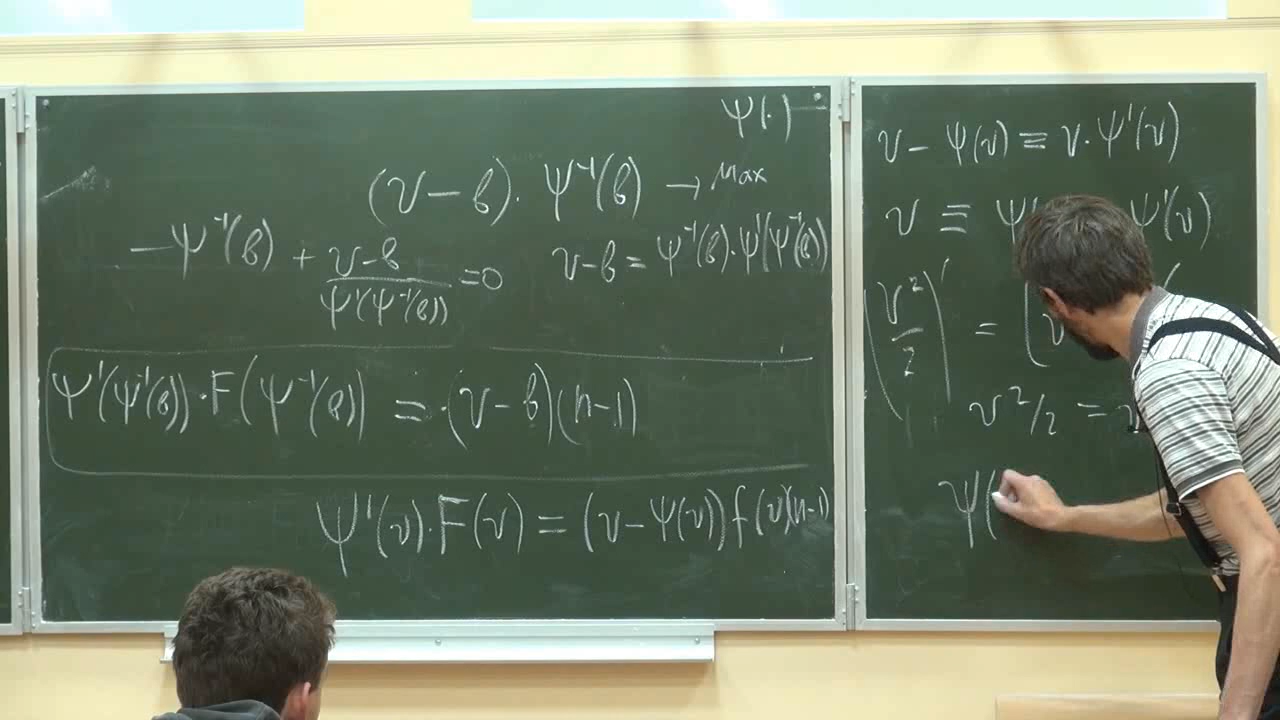 Ψ(·)
(v − b) · Ψ⁻¹(b) → max
−Ψ⁻¹(b) + (v−b)/(Ψ'(Ψ⁻¹(b))) = 0
v−b = Ψ⁻¹(b)·Ψ'(Ψ⁻¹(b))
Ψ'(Ψ⁻¹(b))·F(Ψ⁻¹(b)) = ·(v−b)(n−1)
Ψ'(v)·F(v) = (v−Ψ(v))f(v)(n−1)
v − Ψ(v) ≡ v·Ψ'(v)
v ≡ Ψ Ψ'(v)
(v²/2)' = (v
v²/2 = v
Ψ(